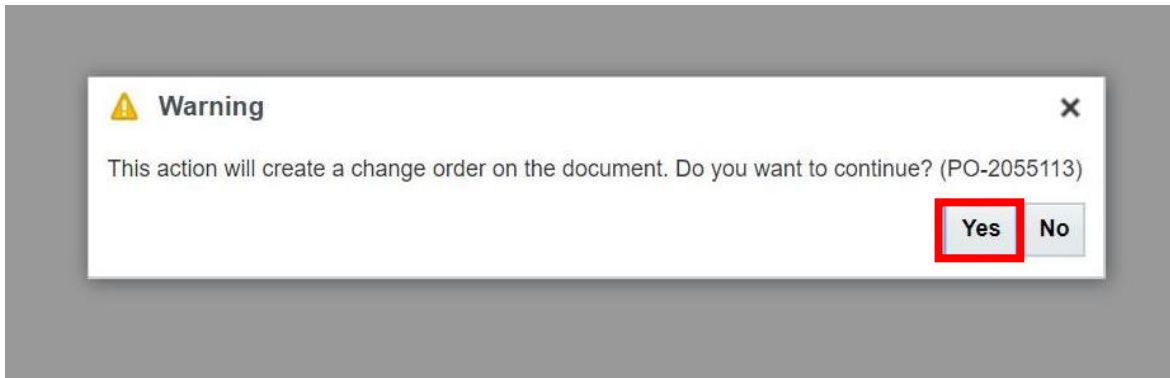 Warning
This action will create a change order on the document. Do you want to continue? (PO-2055113)
Yes No